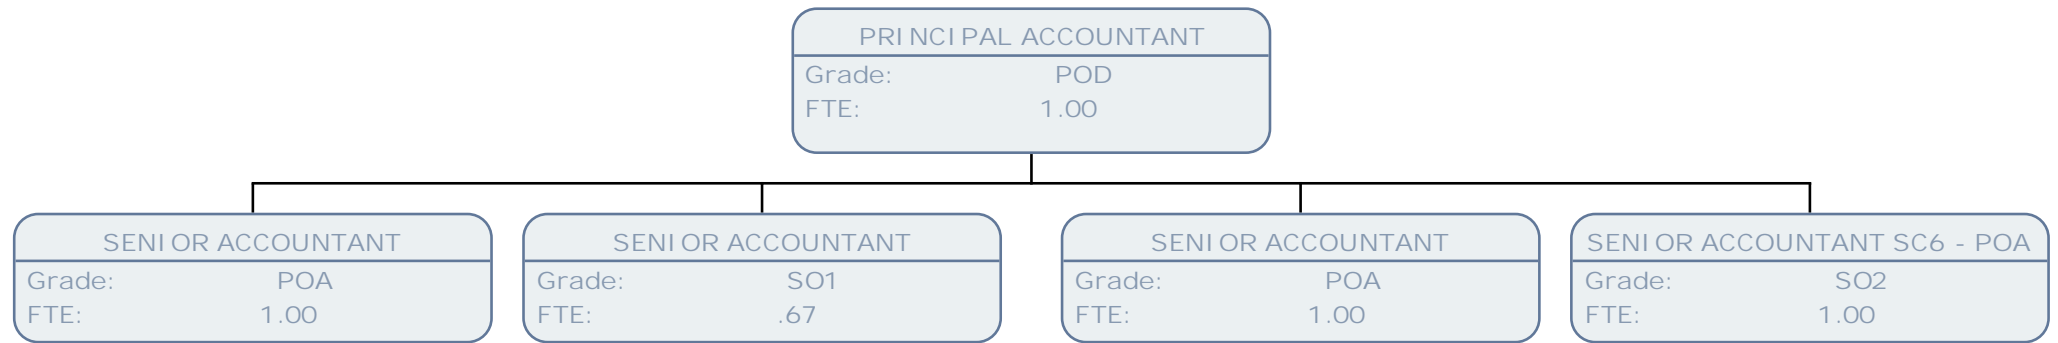 PRINCIPAL ACCOUNTANT
Grade: POD
FTE: 1.00
SENIOR ACCOUNTANT
Grade: POA
FTE: 1.00
SENIOR ACCOUNTANT
Grade: SO1
FTE: .67
SENIOR ACCOUNTANT
Grade: POA
FTE: 1.00
SENIOR ACCOUNTANT SC6 - POA
Grade: SO2
FTE: 1.00